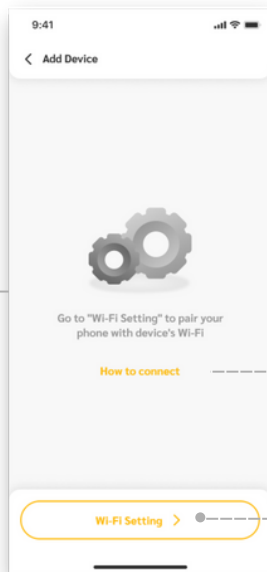 9:41
Add Device
Go to "Wi-Fi Setting" to pair your
phone with device's Wi-Fi
How to connect
Wi-Fi Setting